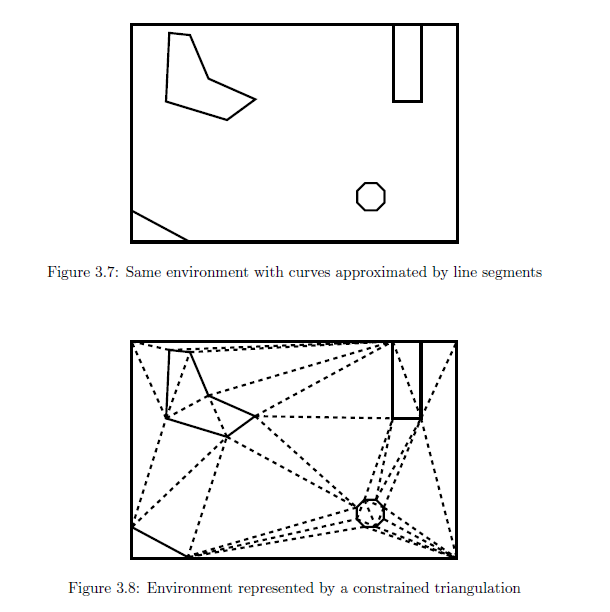 Figure 3.7: Same environment with curves approximated by line segments
Figure 3.8: Environment represented by a constrained triangulation